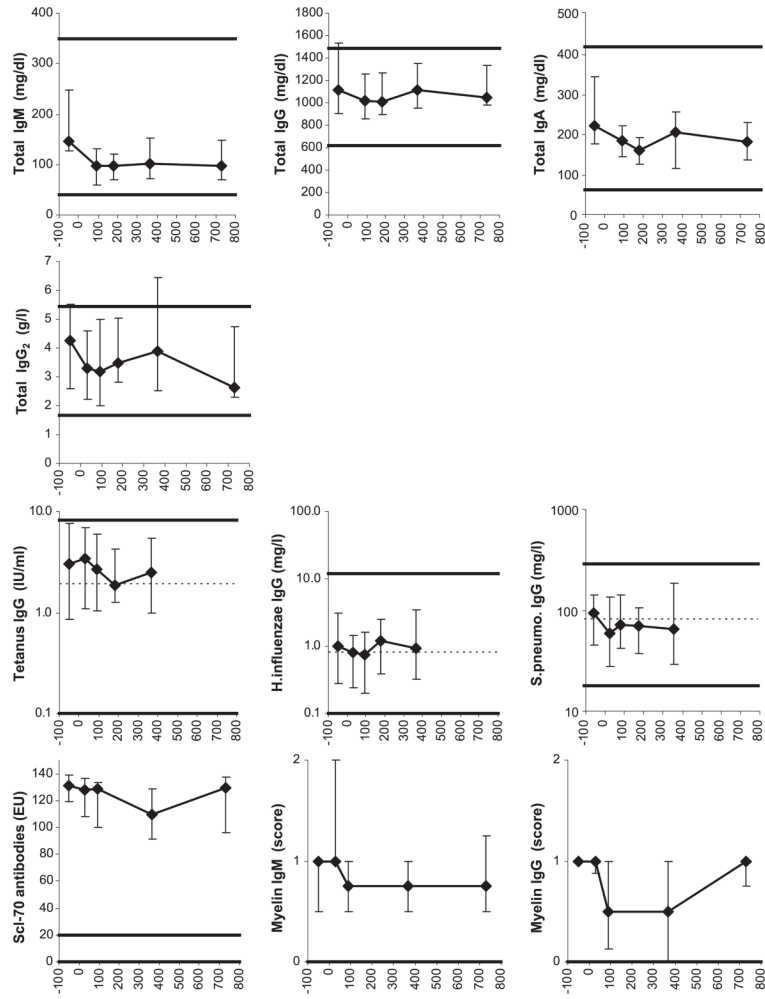 Total IgM (mg/dl)
400
300
200
100
0
-100 0 100 200 300 400 500 600 700 800
Total IgG (mg/dl)
1800
1600
1400
1200
1000
800
600
400
200
0
-100 0 100 200 300 400 500 600 700 800
Total IgA (mg/dl)
500
400
300
200
100
0
-100 0 100 200 300 400 500 600 700 800
Total IgG2 (g/l)
7
6
5
4
3
2
1
0
-100 0 100 200 300 400 500 600 700 800
Tetanus IgG (IU/ml)
10.0
1.0
0.1
-100 0 100 200 300 400 500 600 700 800
H.influenzae IgG (mg/l)
100.0
10.0
1.0
0.1
-100 0 100 200 300 400 500 600 700 800
S.pneumo. IgG (mg/l)
1000
100
10
-100 0 100 200 300 400 500 600 700 800
Scl-70 antibodies (EU)
140
120
100
80
60
40
20
0
-100 0 100 200 300 400 500 600 700 800
Myelin IgM (score)
2
1
0
-100 0 100 200 300 400 500 600 700 800
Myelin IgG (score)
2
1
0
-100 0 100 200 300 400 500 600 700 800